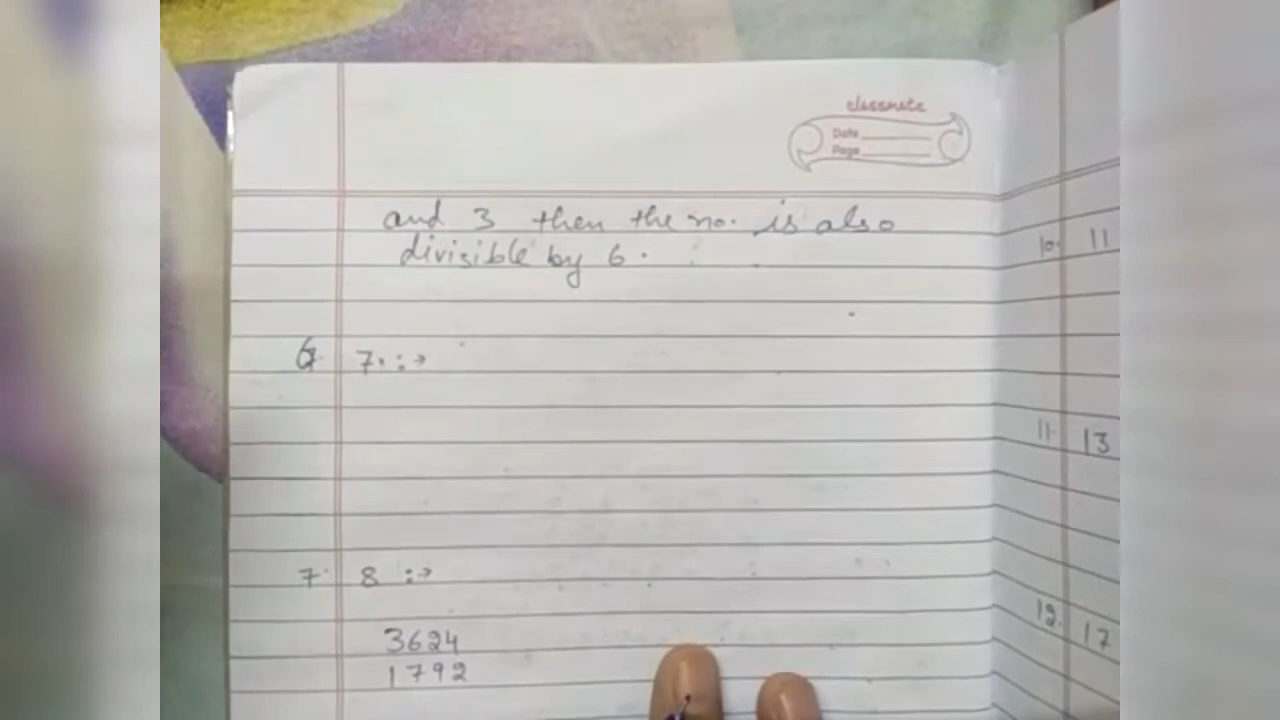 classmate
Date
Page
and 3 then the no. is also
divisible by 6.
6. 7. :→
7. 8 :→
3624
1792
10. 11
11. 13
12. 17